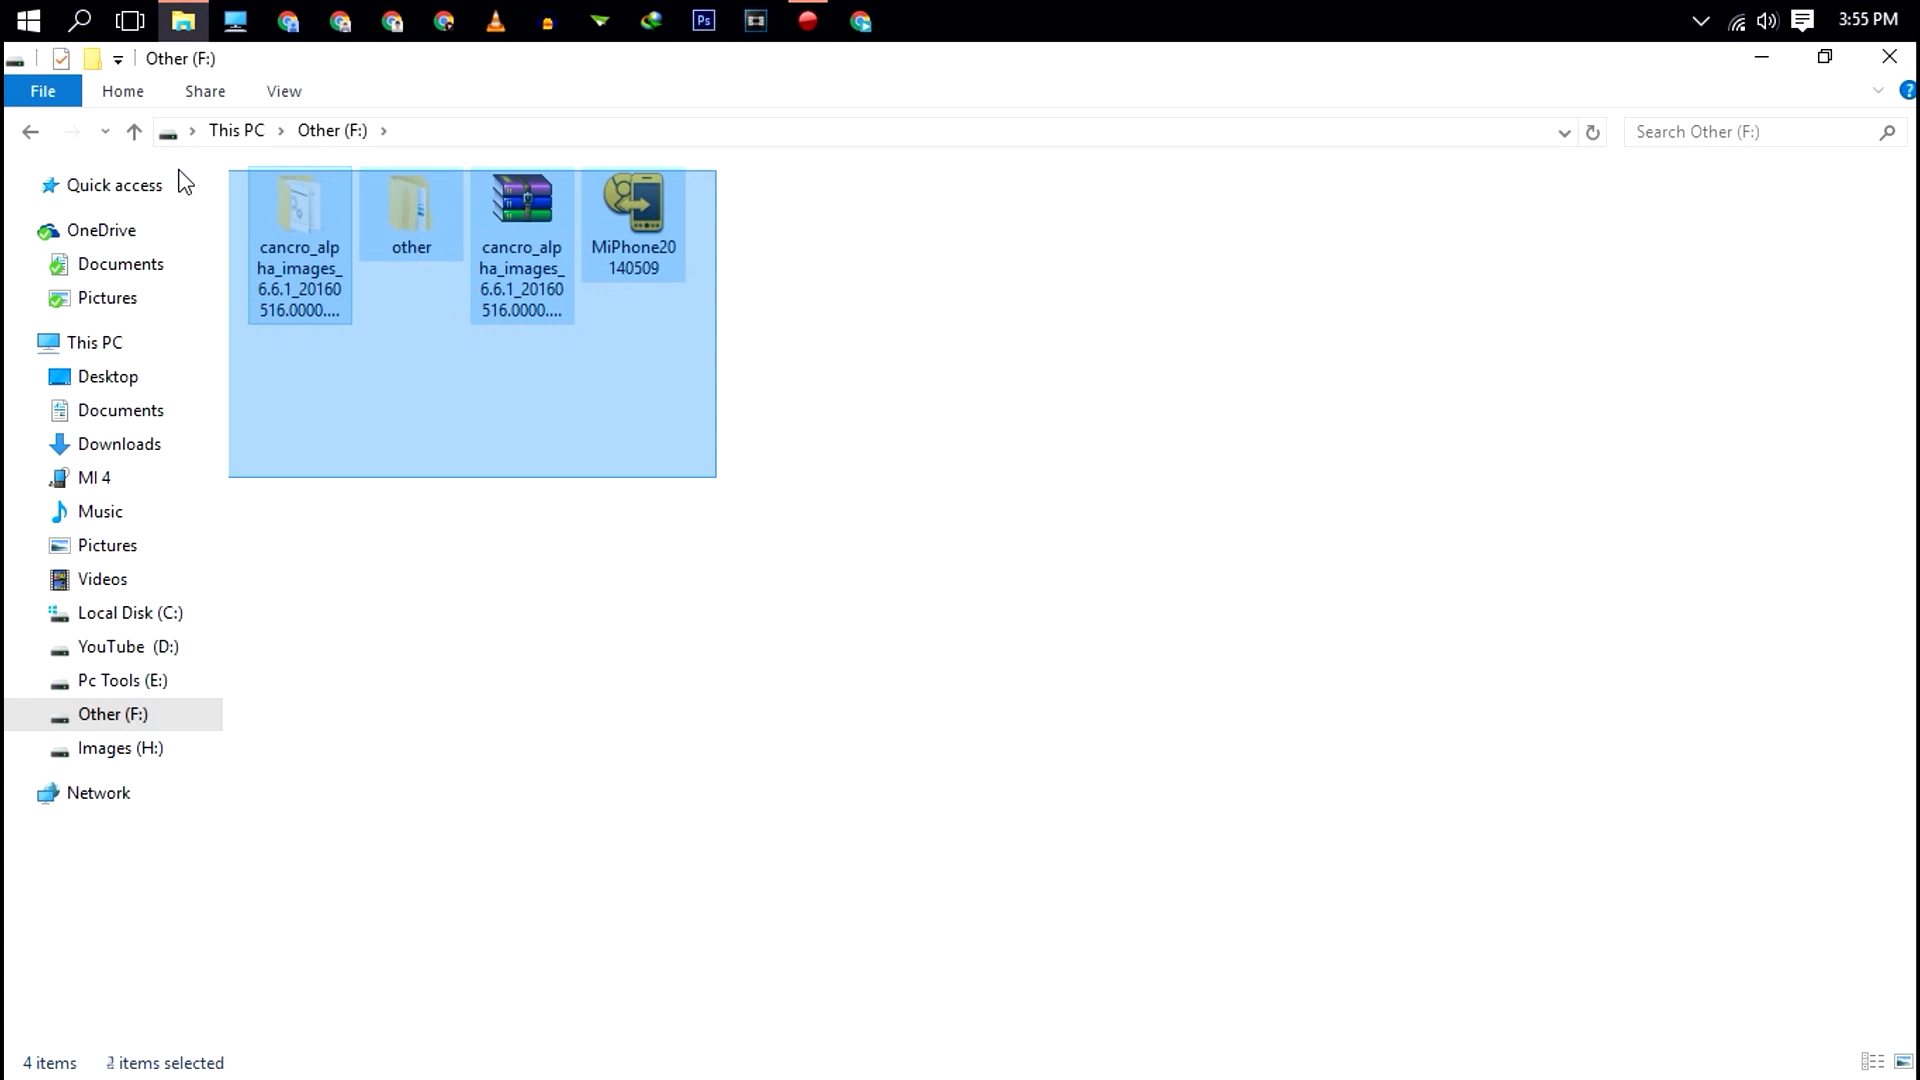 Ps
3:55 PM
Other (F:)
File Home Share View
This PC Other (F:)
Search Other (F:)
Quick access
OneDrive
Documents
Pictures
This PC
Desktop
Documents
Downloads
MI 4
Music
Pictures
Videos
Local Disk (C:)
YouTube (D:)
Pc Tools (E:)
Other (F:)
Images (H:)
Network
cancro_alp
ha_images_
6.6.1_20160
516.0000....
other
cancro_alp
ha_images_
6.6.1_20160
516.0000....
MiPhone20
140509
4 items
items selected